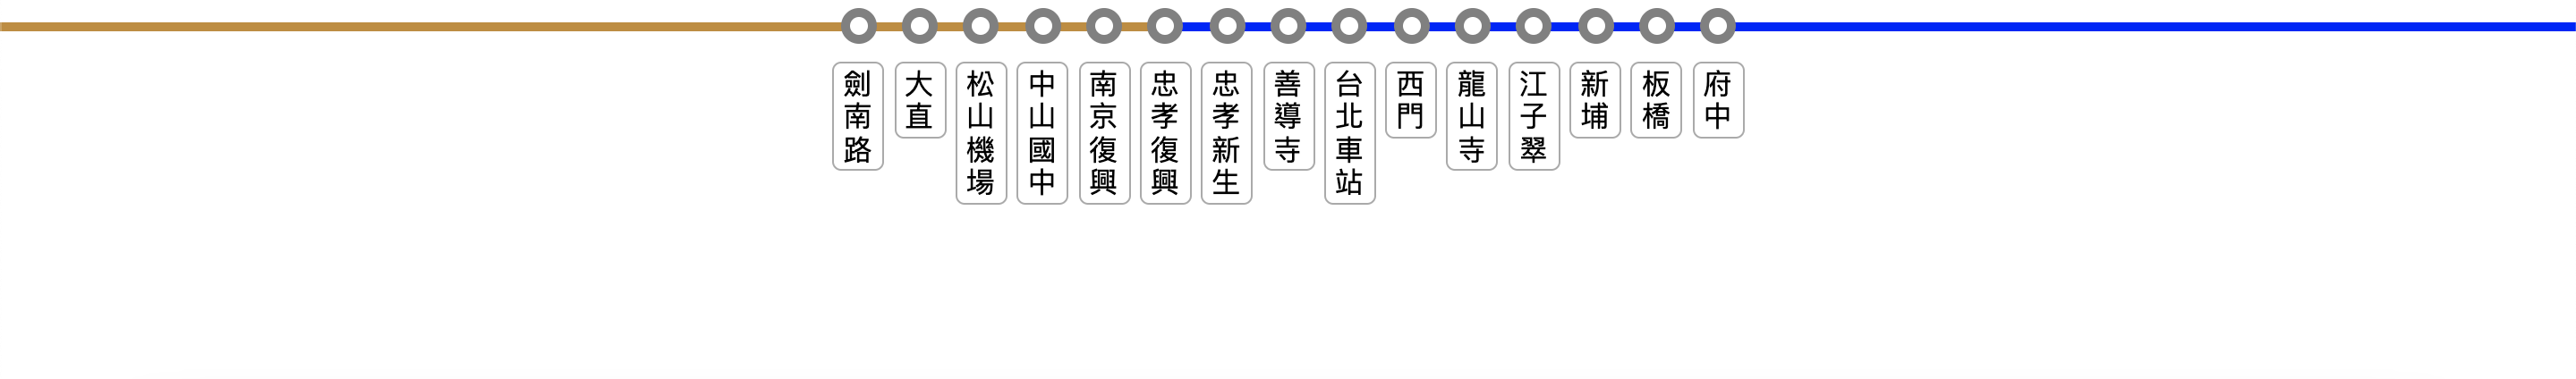 劍南路
大直
松山機場
中山國中
南京復興
忠孝復興
忠孝新生
善導寺
台北車站
西門
龍山寺
江子翠
新埔
板橋
府中